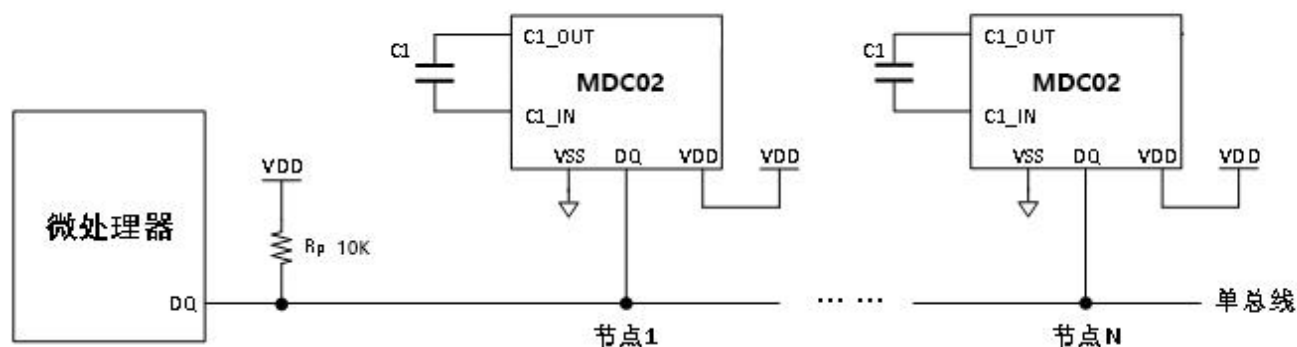 C1_OUT
C1
MDC02
C1_IN
VSS DQ VDD VDD
C1_OUT
C1
MDC02
C1_IN
VSS DQ VDD VDD
VDD
微处理器
Rp 10K
DQ
… …
单总线
节点1
节点N